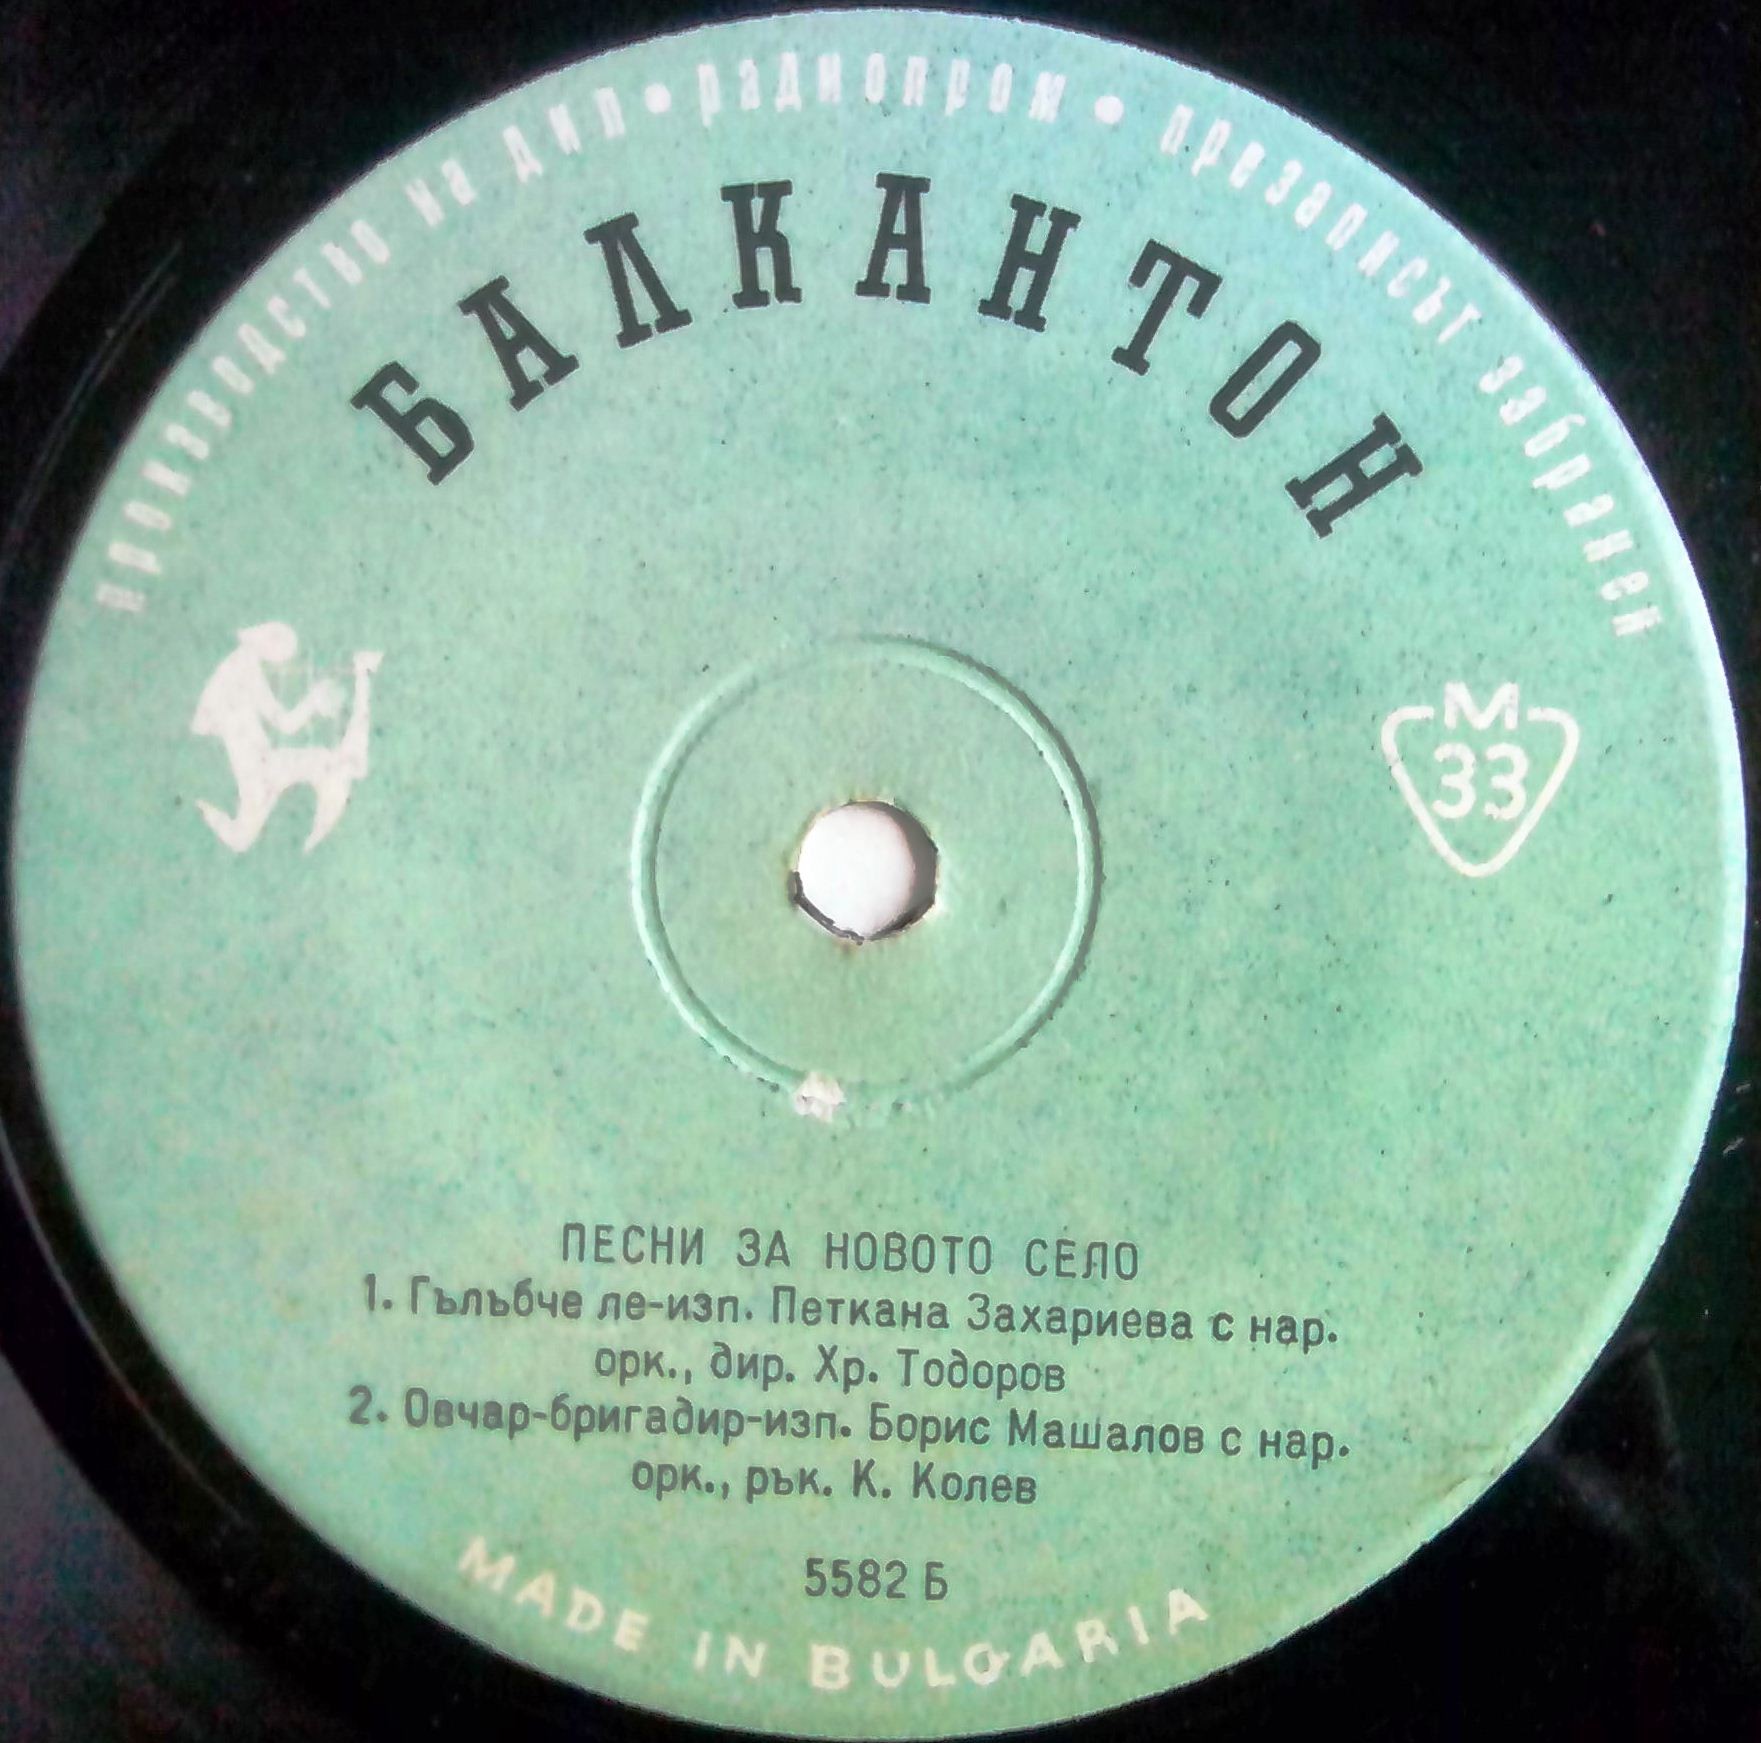 производство на дип • радиопром • презаписът забранен
БАЛКАНТОН
М
33
ПЕСНИ ЗА НОВОТО СЕЛО
1. Гълъбче ле-изп. Петкана Захариева с нар.
орк., дир. Хр. Тодоров
2. Овчар-бригадир-изп. Борис Машалов с нар.
орк., рък. К. Колев
5582 Б
MADE IN BULGARIA